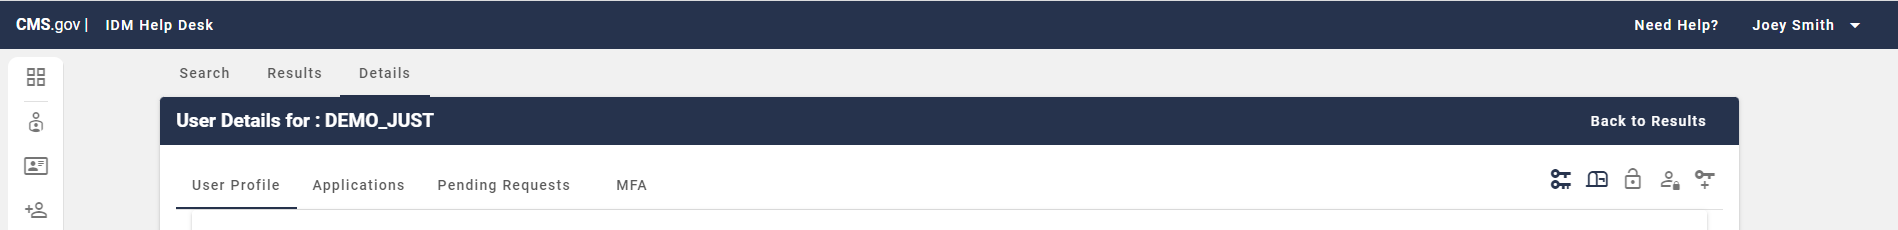 CMS.gov | IDM Help Desk Need Help? Joey Smith
Search Results Details
User Details for : DEMO_JUST Back to Results
User Profile Applications Pending Requests MFA